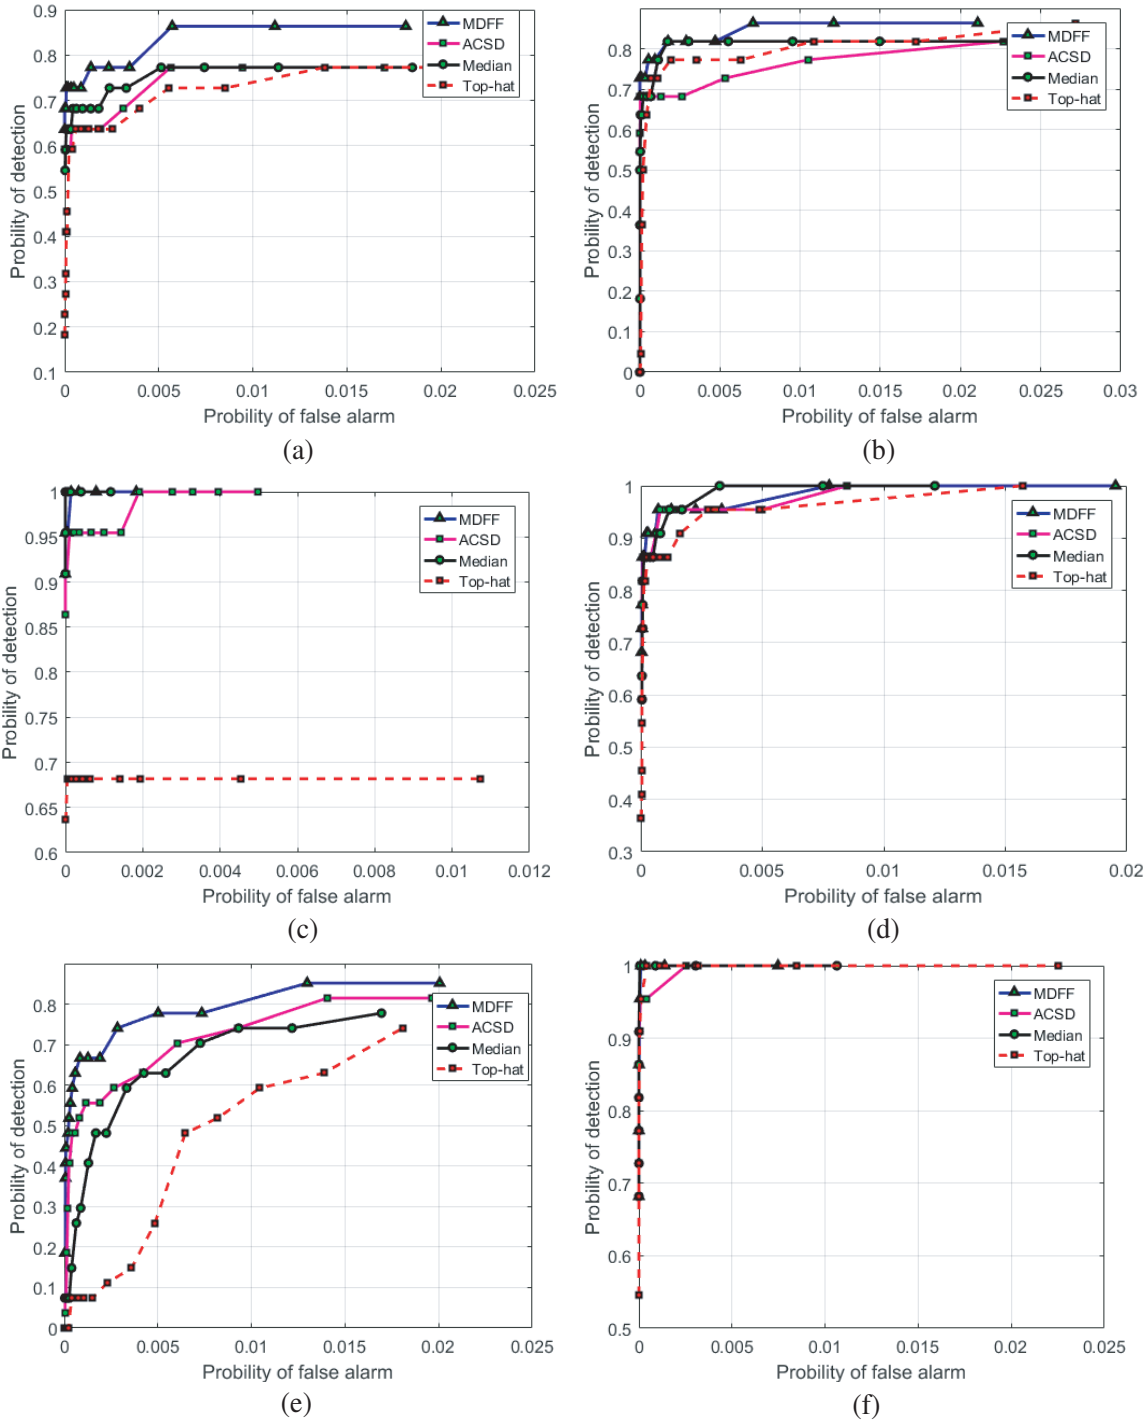 0.9
0.8
0.7
0.6
0.5
0.4
0.3
0.2
0.1
0 0.005 0.01 0.015 0.02 0.025
Probility of detection
Probility of false alarm
MDFF
ACSD
Median
Top-hat
(a)
0.8
0.7
0.6
0.5
0.4
0.3
0.2
0.1
0
0 0.005 0.01 0.015 0.02 0.025 0.03
Probility of detection
Probility of false alarm
MDFF
ACSD
Median
Top-hat
(b)
1
0.95
0.9
0.85
0.8
0.75
0.7
0.65
0.6
0 0.002 0.004 0.006 0.008 0.01 0.012
Probility of detection
Probility of false alarm
MDFF
ACSD
Median
Top-hat
(c)
1
0.9
0.8
0.7
0.6
0.5
0.4
0.3
0 0.005 0.01 0.015 0.02
Probility of detection
Probility of false alarm
MDFF
ACSD
Median
Top-hat
(d)
0.8
0.7
0.6
0.5
0.4
0.3
0.2
0.1
0
0 0.005 0.01 0.015 0.02 0.025
Probility of detection
Probility of false alarm
MDFF
ACSD
Median
Top-hat
(e)
1
0.9
0.8
0.7
0.6
0.5
0 0.005 0.01 0.015 0.02 0.025
Probility of detection
Probility of false alarm
MDFF
ACSD
Median
Top-hat
(f)